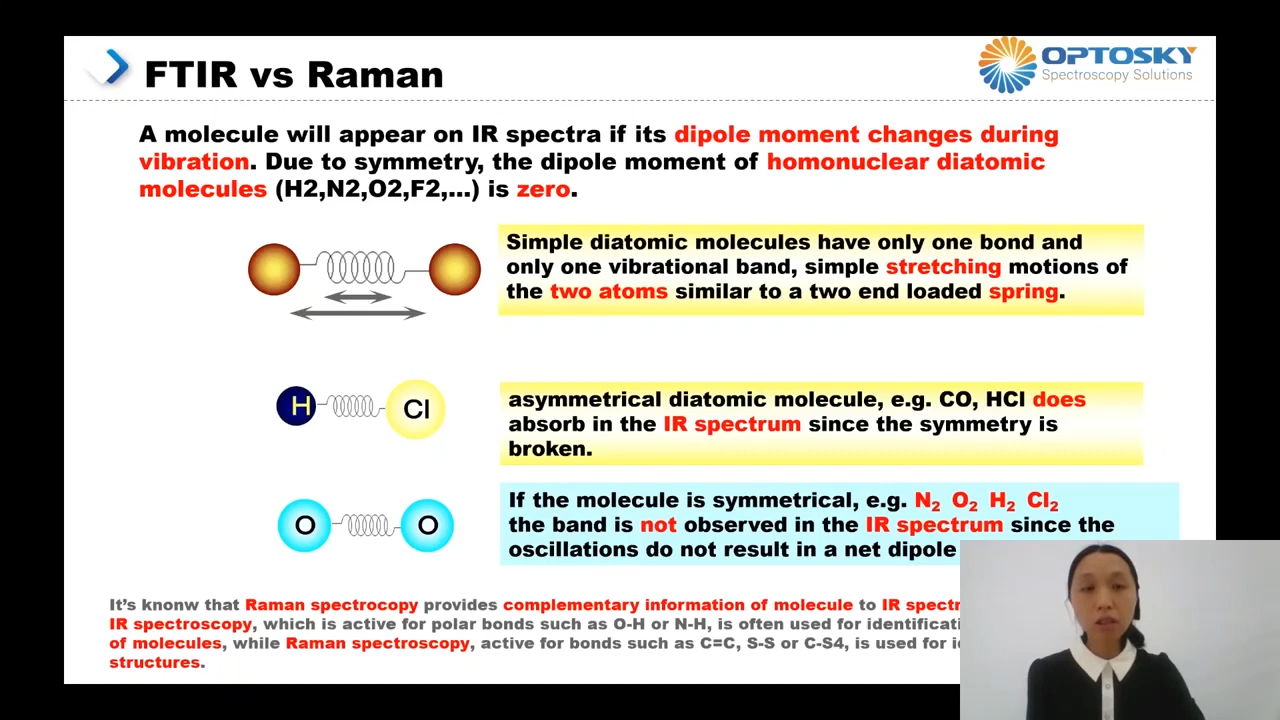 FTIR vs Raman
OPTOSKY
Spectroscopy Solutions
A molecule will appear on IR spectra if its dipole moment changes during
vibration. Due to symmetry, the dipole moment of homonuclear diatomic
molecules (H2,N2,O2,F2,...) is zero.
Simple diatomic molecules have only one bond and
only one vibrational band, simple stretching motions of
the two atoms similar to a two end loaded spring.
H
Cl
asymmetrical diatomic molecule, e.g. CO, HCl does
absorb in the IR spectrum since the symmetry is
broken.
O
O
If the molecule is symmetrical, e.g. N₂ O₂ H₂ Cl₂
the band is not observed in the IR spectrum since the
oscillations do not result in a net dipole
It's knonw that Raman spectrocopy provides complementary information of molecule to IR
IR spectroscopy, which is active for polar bonds such as O-H or N-H, is often used for
of molecules, while Raman spectroscopy, active for bonds such as C=C, S-S or C-S4, is used for
structures.